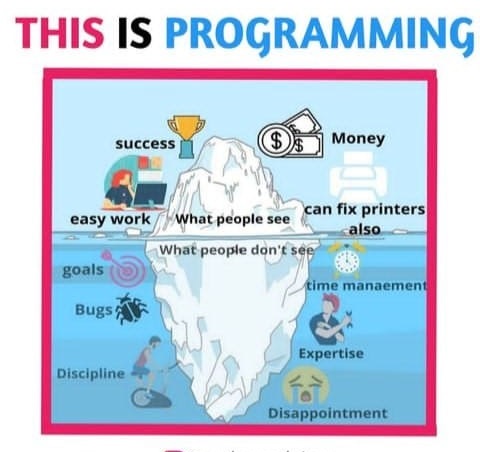 THIS IS PROGRAMMING
success
Money
easy work
What people see
can fix printers
also
What people don't see
goals
time manaement
Bugs
Expertise
Discipline
Disappointment